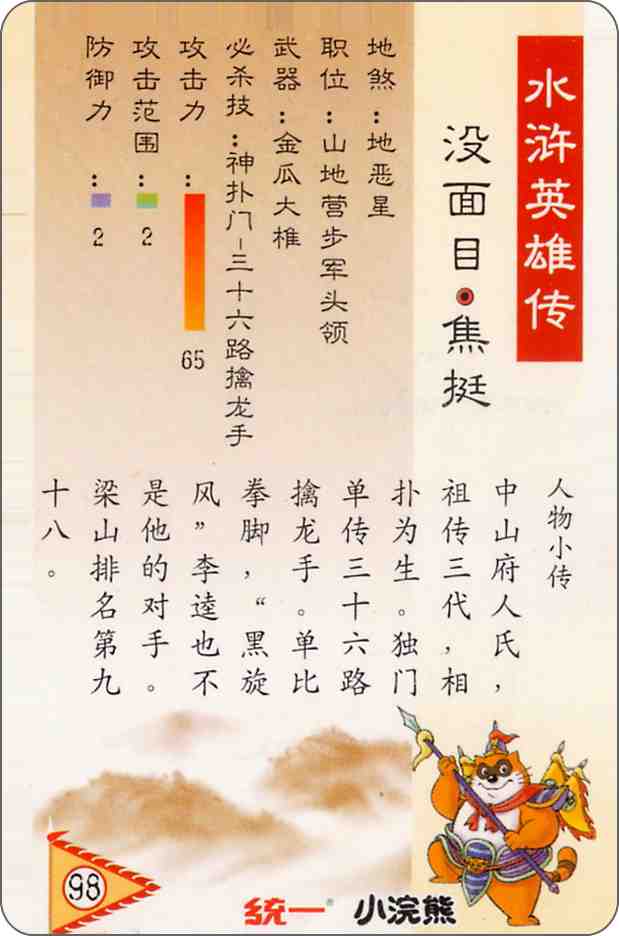 水浒英雄传
没面目·焦挺
地煞：地恶星
职位：山地营步军头领
武器：金瓜大椎
必杀技：神扑门-三十六路擒龙手
攻击力：65
攻击范围：2
防御力：2
人物小传
中山府人氏，
祖传三代，相
扑为生。独门
单传三十六路
擒龙手。单比
拳脚，“黑旋
风”李逵也不
是他的对手。
梁山排名第九
十八。
98
统一® 小浣熊